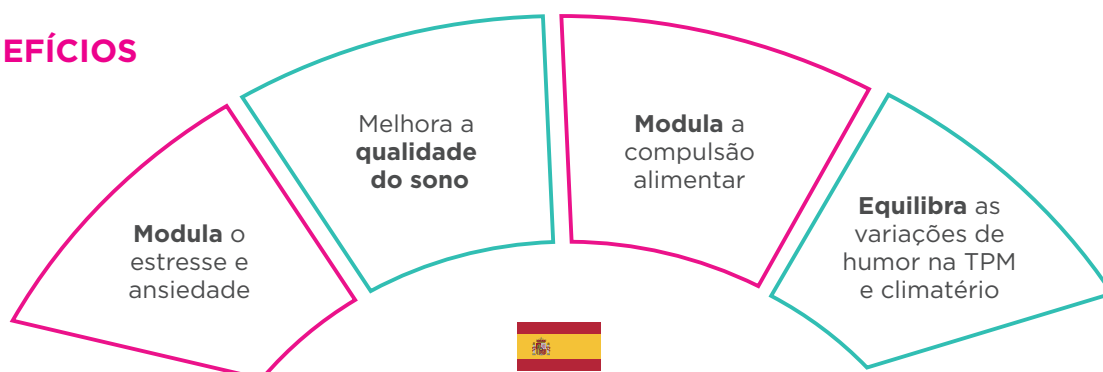 EFÍCIOS
Modula o
estresse e
ansiedade
Melhora a
qualidade
do sono
Modula a
compulsão
alimentar
Equilibra as
variações de
humor na TPM
e climatério